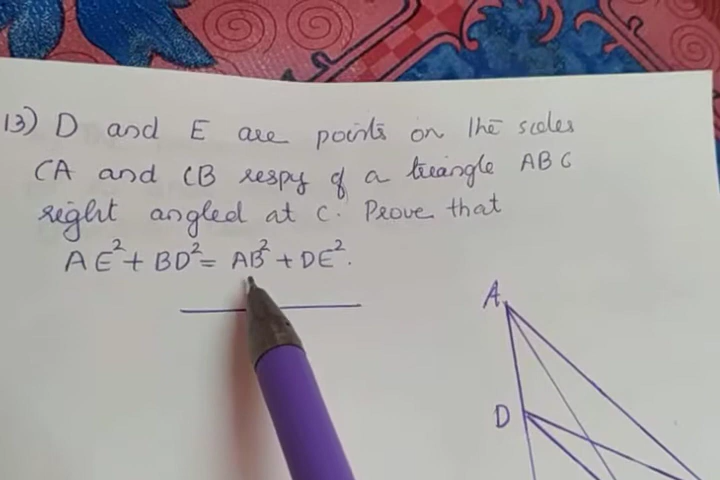 13) D and E are points on the sides
CA and CB respy of a triangle ABC
right angled at C. Prove that
AE²+ BD²= AB²+ DE².
A
D